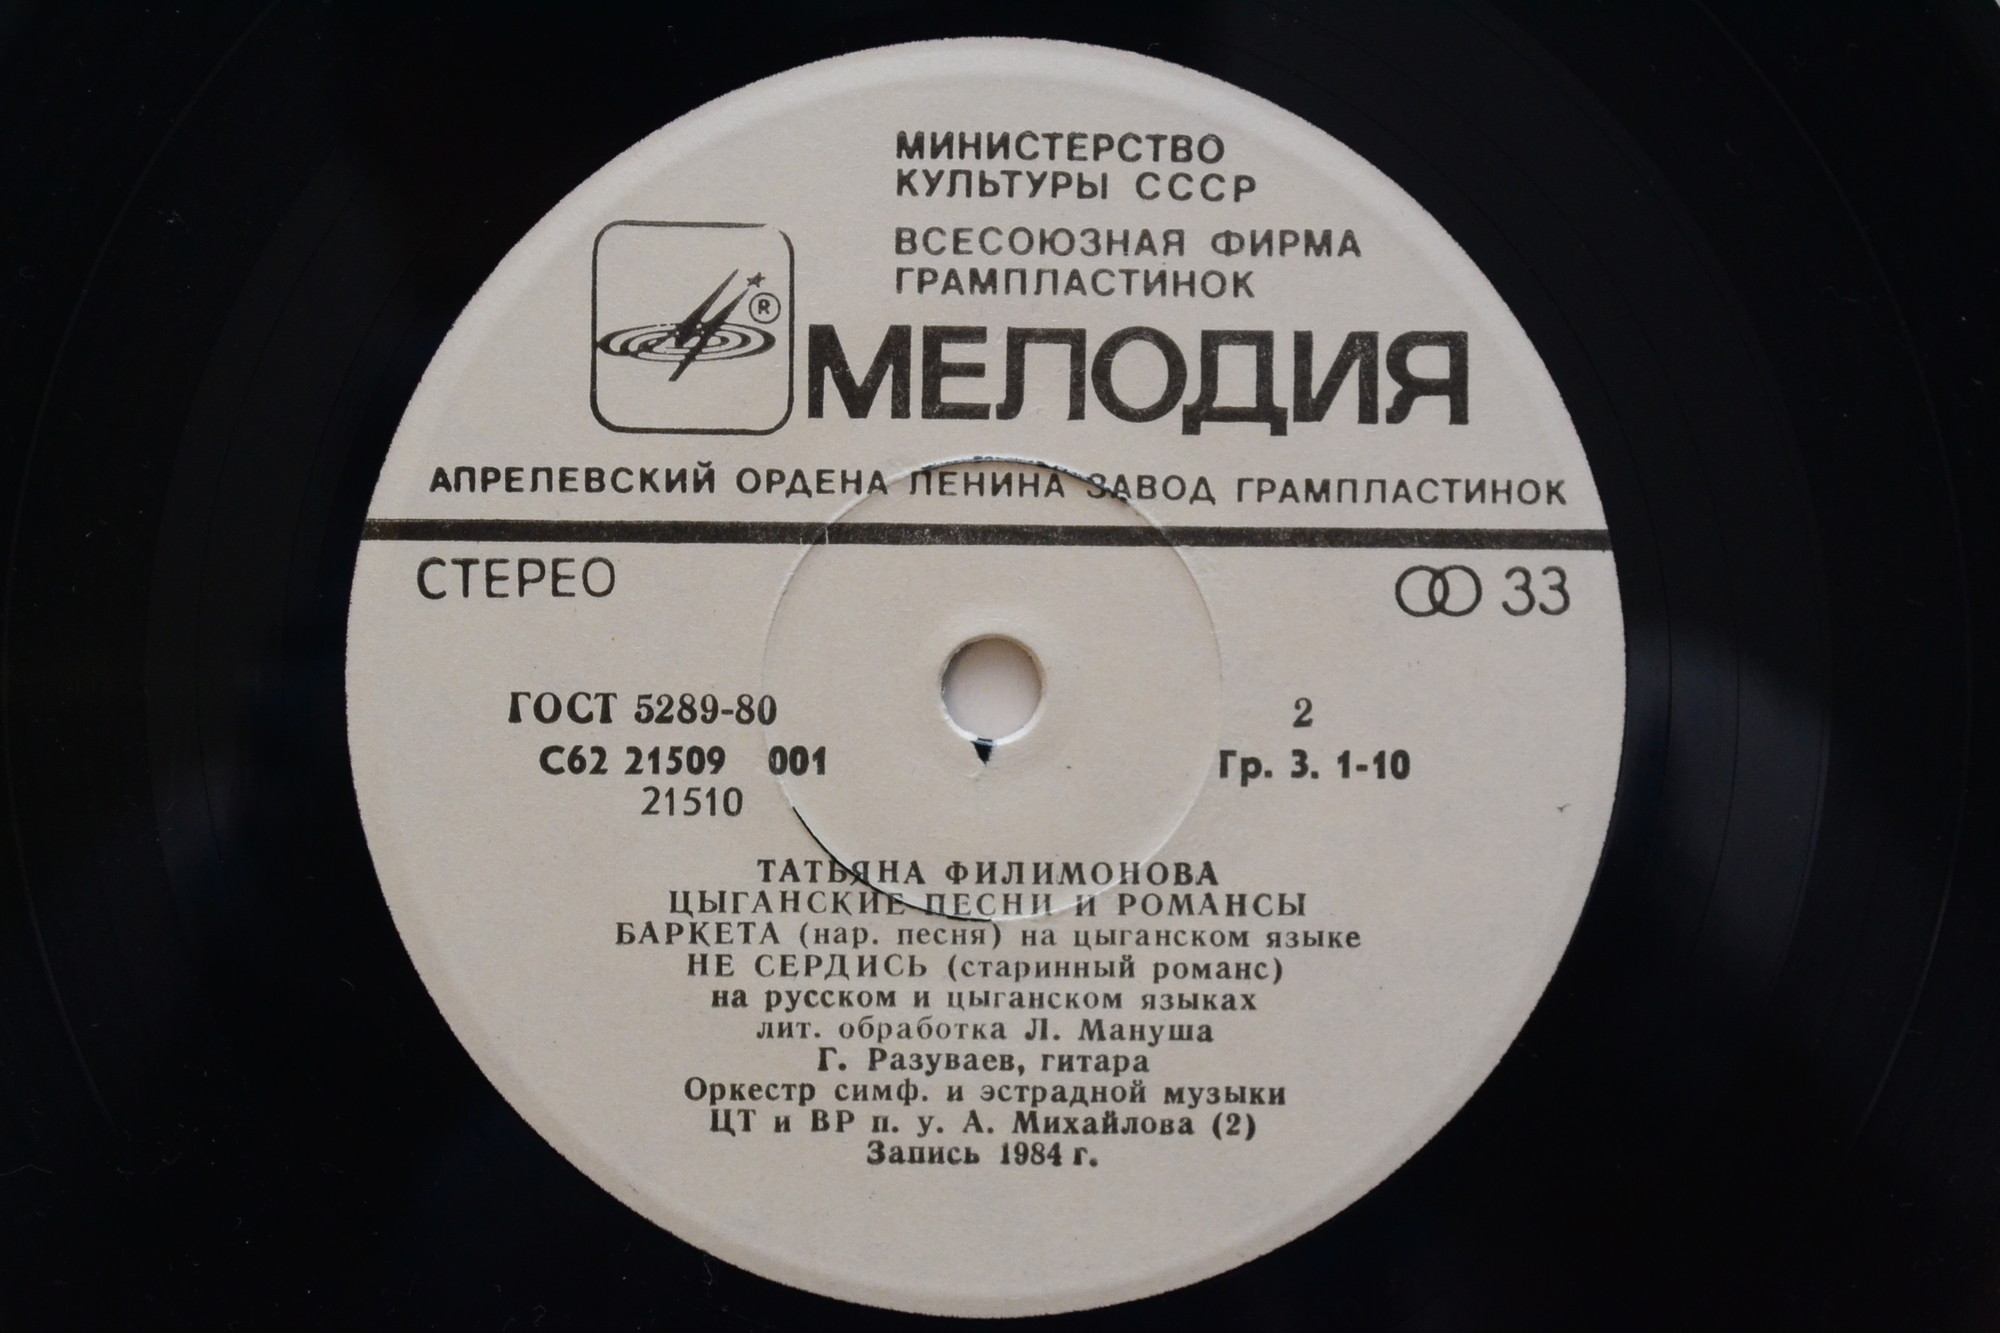 МИНИСТЕРСТВО
КУЛЬТУРЫ СССР
ВСЕСОЮЗНАЯ ФИРМА
ГРАМПЛАСТИНОК
®
МЕЛОДИЯ
АПРЕЛЕВСКИЙ ОРДЕНА ЛЕНИНА ЗАВОД ГРАМПЛАСТИНОК
СТЕРЕО
33
ГОСТ 5289-80
2
С62 21509 001
Гр. 3. 1-10
21510
ТАТЬЯНА ФИЛИМОНОВА
ЦЫГАНСКИЕ ПЕСНИ И РОМАНСЫ
БАРКЕТА (нар. песня) на цыганском языке
НЕ СЕРДИСЬ (старинный романс)
на русском и цыганском языках
лит. обработка Л. Мануша
Г. Разуваев, гитара
Оркестр симф. и эстрадной музыки
ЦТ и ВР п. у. А. Михайлова (2)
Запись 1984 г.